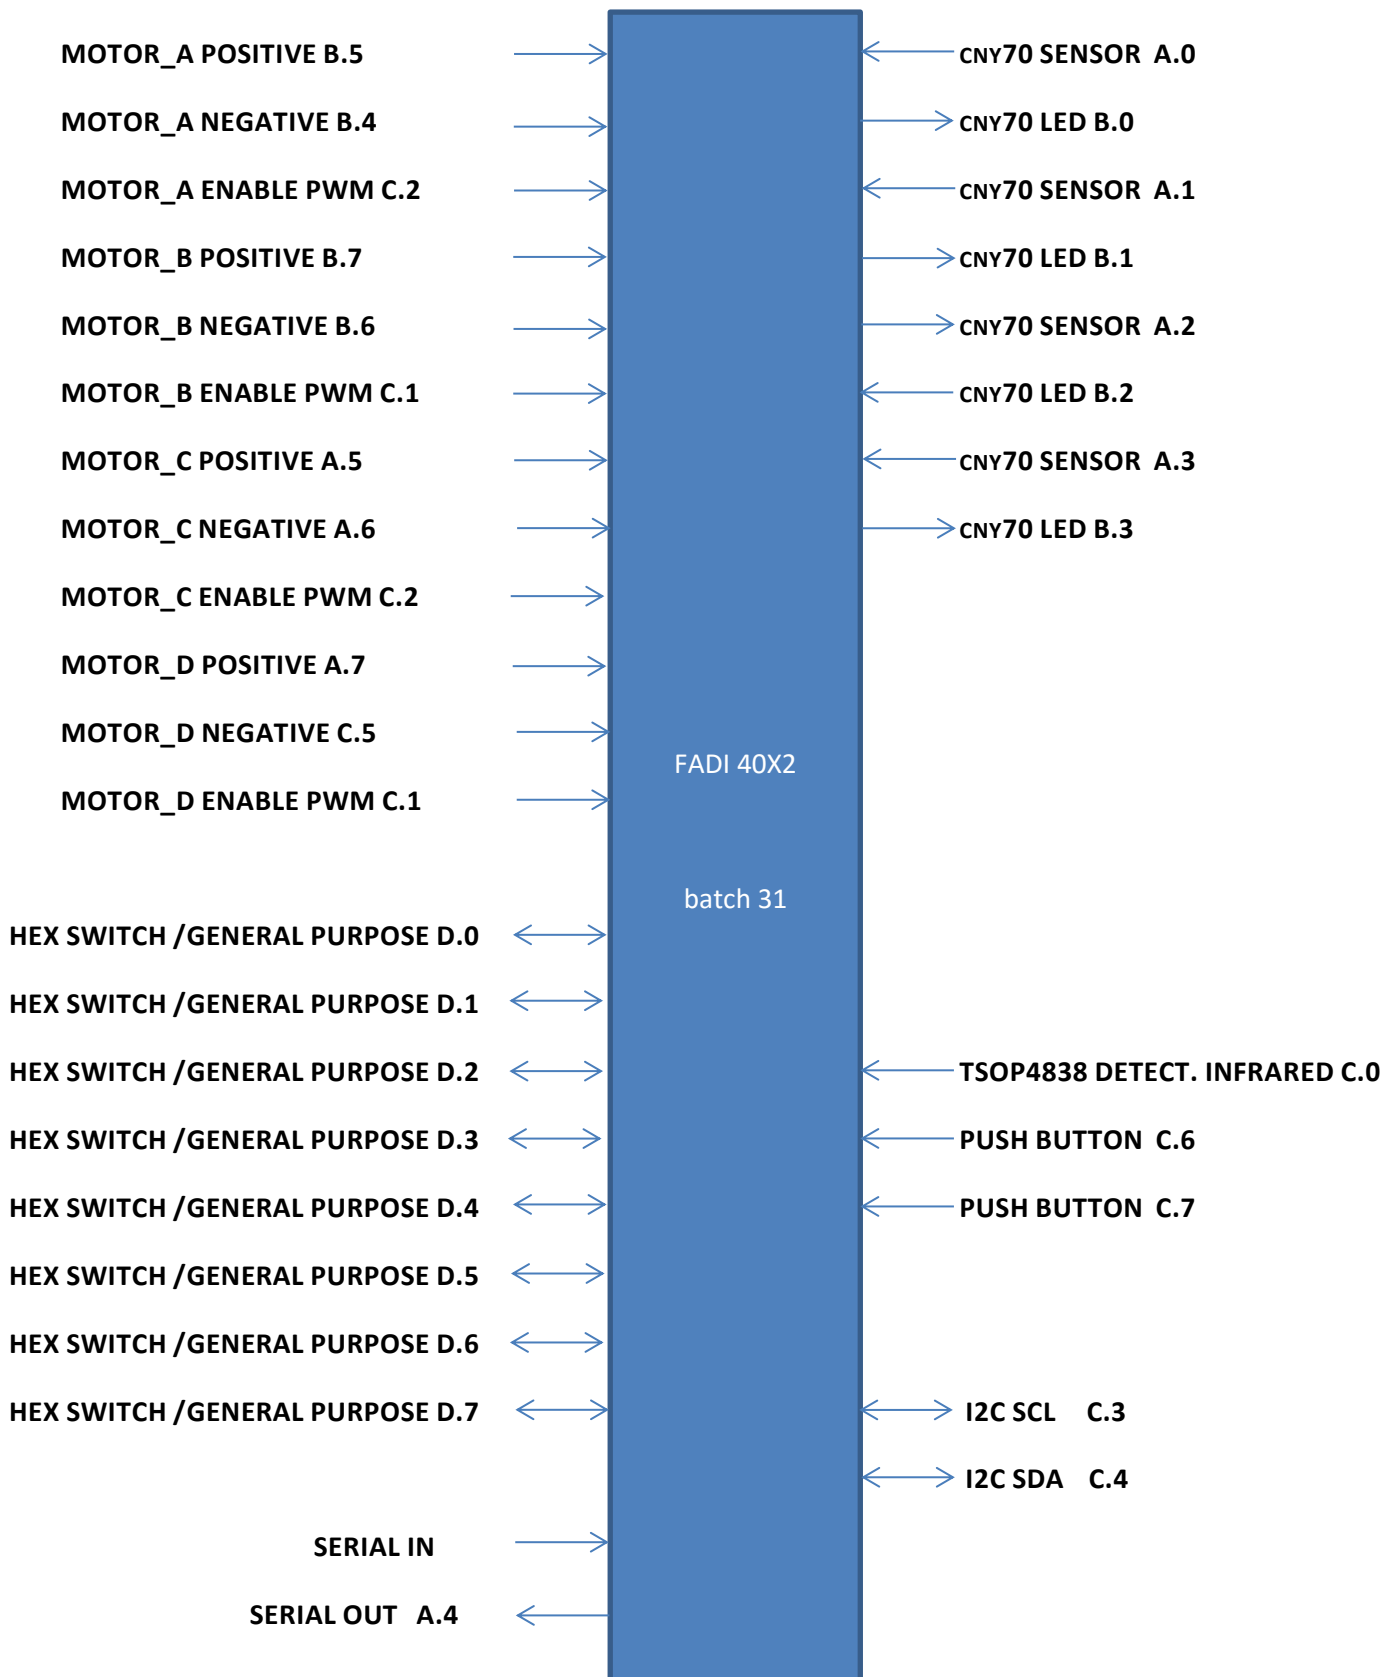 MOTOR_A POSITIVE B.5
MOTOR_A NEGATIVE B.4
MOTOR_A ENABLE PWM C.2
MOTOR_B POSITIVE B.7
MOTOR_B NEGATIVE B.6
MOTOR_B ENABLE PWM C.1
MOTOR_C POSITIVE A.5
MOTOR_C NEGATIVE A.6
MOTOR_C ENABLE PWM C.2
MOTOR_D POSITIVE A.7
MOTOR_D NEGATIVE C.5
MOTOR_D ENABLE PWM C.1
HEX SWITCH /GENERAL PURPOSE D.0
HEX SWITCH /GENERAL PURPOSE D.1
HEX SWITCH /GENERAL PURPOSE D.2
HEX SWITCH /GENERAL PURPOSE D.3
HEX SWITCH /GENERAL PURPOSE D.4
HEX SWITCH /GENERAL PURPOSE D.5
HEX SWITCH /GENERAL PURPOSE D.6
HEX SWITCH /GENERAL PURPOSE D.7
SERIAL IN
SERIAL OUT A.4
FADI 40X2
batch 31
CNY70 SENSOR A.0
CNY70 LED B.0
CNY70 SENSOR A.1
CNY70 LED B.1
CNY70 SENSOR A.2
CNY70 LED B.2
CNY70 SENSOR A.3
CNY70 LED B.3
TSOP4838 DETECT. INFRARED C.0
PUSH BUTTON C.6
PUSH BUTTON C.7
I2C SCL C.3
I2C SDA C.4